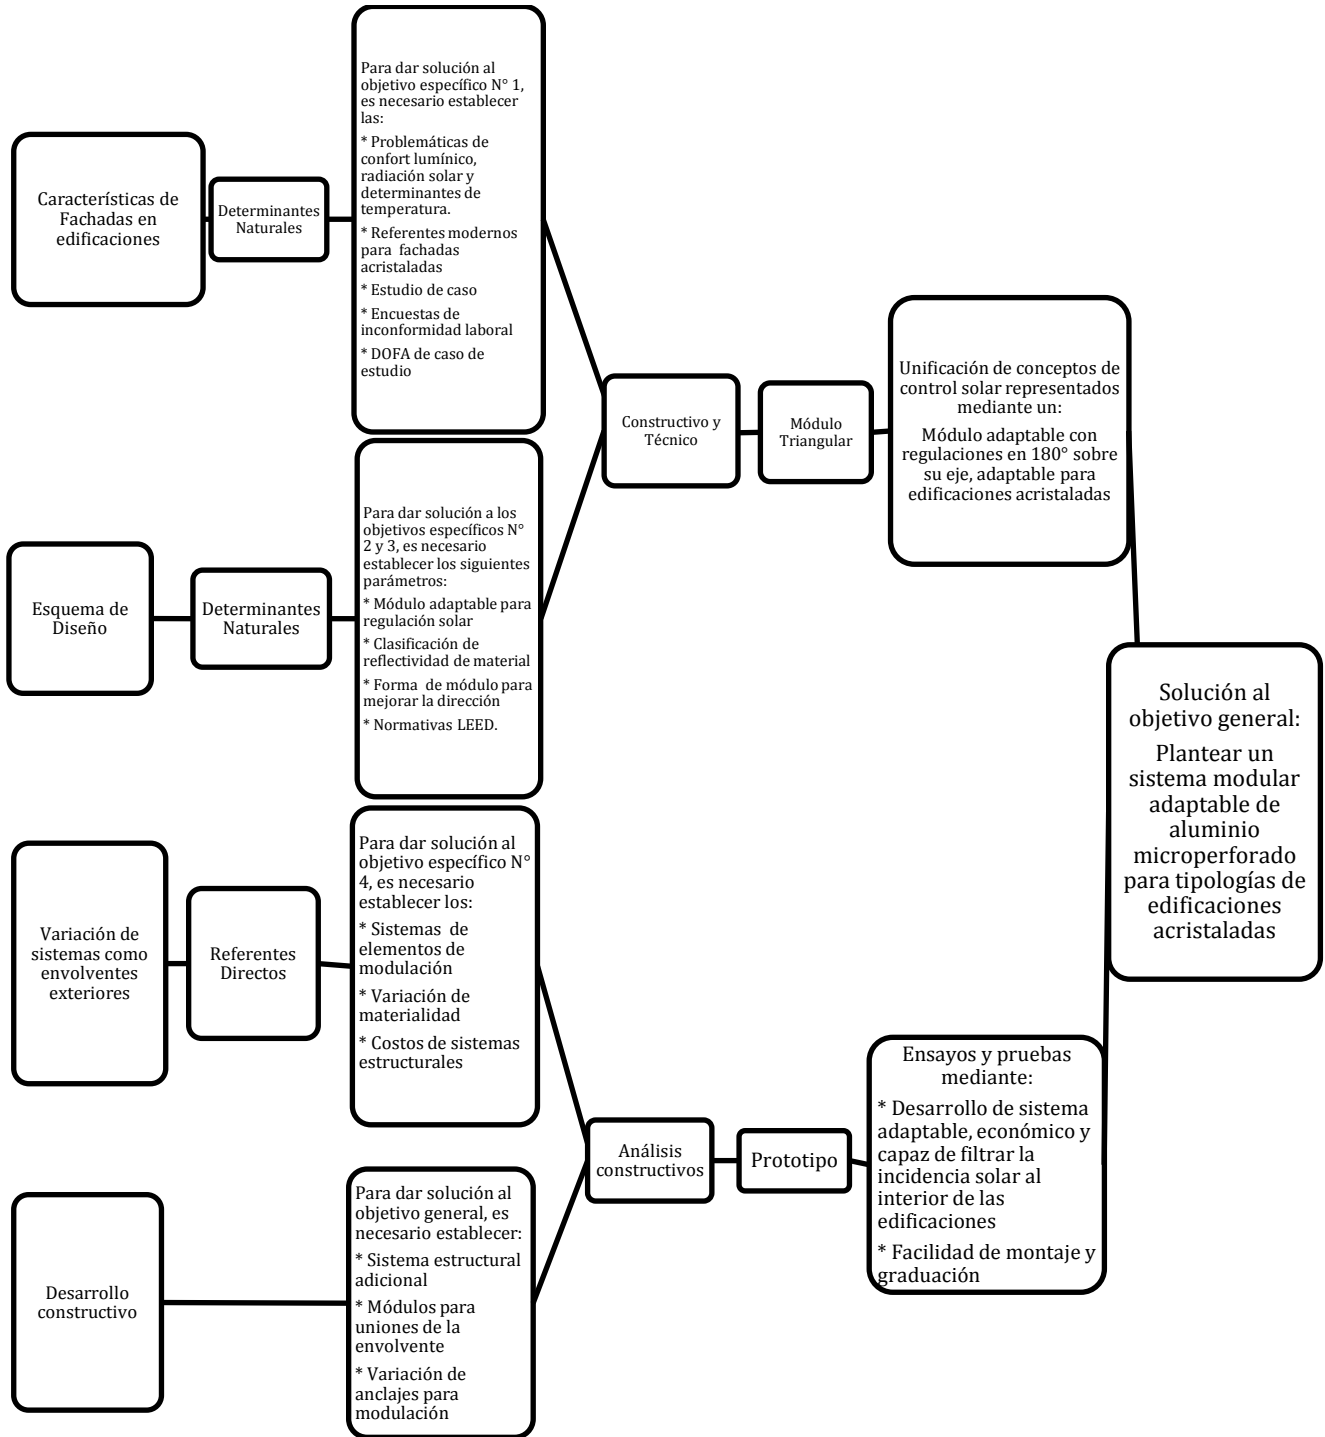 Características de
Fachadas en
edificaciones
Determinantes
Naturales
Para dar solución al
objetivo específico N° 1,
es necesario establecer
las:
* Problemáticas de
confort lumínico,
radiación solar y
determinantes de
temperatura.
* Referentes modernos
para fachadas
acristaladas
* Estudio de caso
* Encuestas de
inconformidad laboral
* DOFA de caso de
estudio
Esquema de
Diseño
Determinantes
Naturales
Para dar solución a los
objetivos específicos N°
2 y 3, es necesario
establecer los siguientes
parámetros:
* Módulo adaptable para
regulación solar
* Clasificación de
reflectividad de material
* Forma de módulo para
mejorar la dirección
* Normativas LEED.
Constructivo y
Técnico
Módulo
Triangular
Unificación de conceptos de
control solar representados
mediante un:
Módulo adaptable con
regulaciones en 180° sobre
su eje, adaptable para
edificaciones acristaladas
Variación de
sistemas como
envolventes
exteriores
Referentes
Directos
Para dar solución al
objetivo específico N°
4, es necesario
establecer los:
* Sistemas de
elementos de
modulación
* Variación de
materialidad
* Costos de sistemas
estructurales
Desarrollo
constructivo
Para dar solución al
objetivo general, es
necesario establecer:
* Sistema estructural
adicional
* Módulos para
uniones de la
envolvente
* Variación de
anclajes para
modulación
Análisis
constructivos
Prototipo
Ensayos y pruebas
mediante:
* Desarrollo de sistema
adaptable, económico y
capaz de filtrar la
incidencia solar al
interior de las
edificaciones
* Facilidad de montaje y
graduación
Solución al
objetivo general:
Plantear un
sistema modular
adaptable de
aluminio
microperforado
para tipologías de
edificaciones
acristaladas